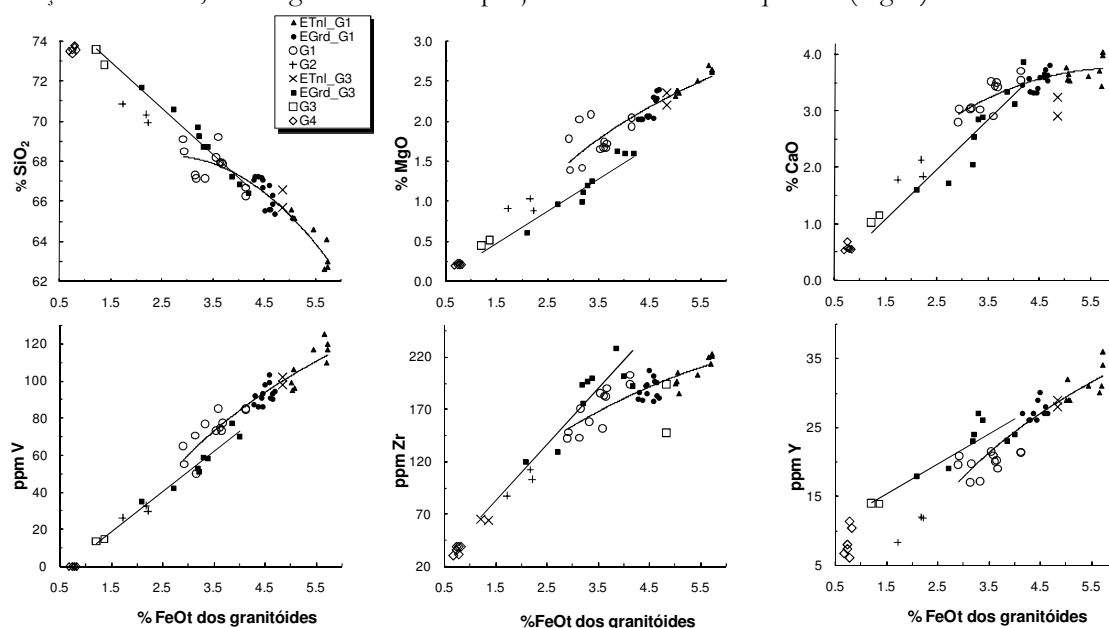 74
72
70
68
66
64
62
% SiO2
0.5 1.5 2.5 3.5 4.5 5.5
ETnl_G1
EGrd_G1
G1
G2
ETnl_G3
EGrd_G3
G3
G4
3.0
2.5
2.0
1.5
1.0
0.5
0.0
% MgO
0.5 1.5 2.5 3.5 4.5 5.5
4.0
3.0
2.0
1.0
0.0
% CaO
0.5 1.5 2.5 3.5 4.5 5.5
120
100
80
60
40
20
0
ppm V
0.5 1.5 2.5 3.5 4.5 5.5
% FeOt dos granitóides
220
170
120
70
20
ppm Zr
0.5 1.5 2.5 3.5 4.5 5.5
%FeOt dos granitóides
35
25
15
5
ppm Y
0.5 1.5 2.5 3.5 4.5 5.5
% FeOt dos granitóides